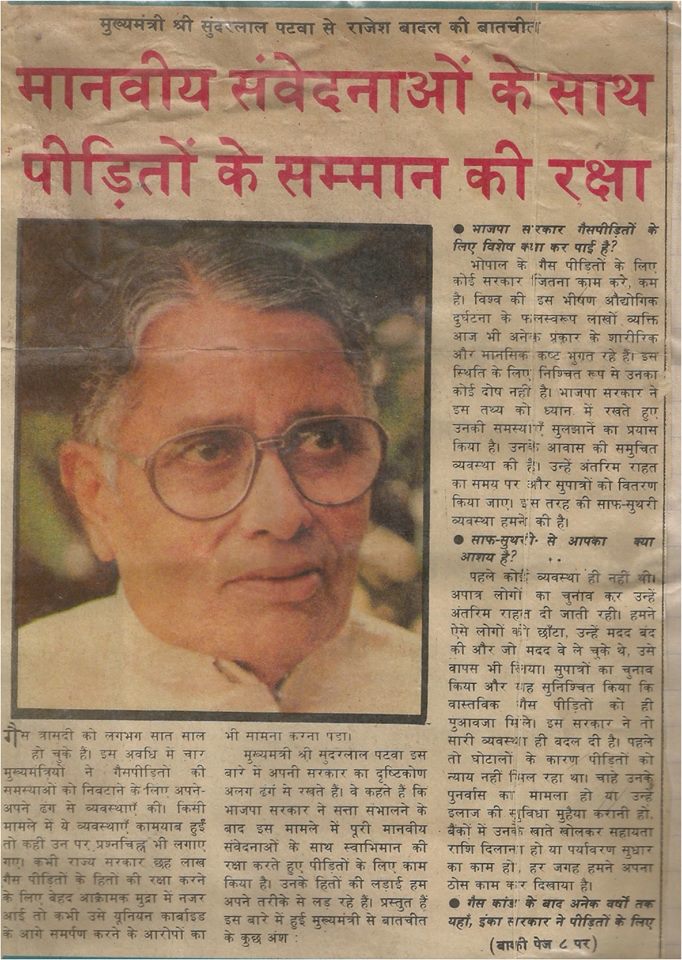 मुख्यमंत्री श्री सुंदरलाल पटवा से राजेश बादल की बातचीत
मानवीय संवेदनाओं के साथ
पीड़ितों के सम्मान की रक्षा
गैस त्रासदी को लगभग सात साल
हो चुके है। इस अवधि में चार
मुख्यमंत्रियों ने गैसपीड़ितों की
समस्याओं को निवटाने के लिए अपने-
अपने ढंग से व्यवस्थाएँ की। किसी
मामले में ये व्यवस्थाएँ कामयाब हुईं
तो कहीं उन पर प्रश्नचिह्न भी लगाए
गए। कभी राज्य सरकार छह लाख
गैस पीड़ितों के हितों की रक्षा करने
के लिए बेहद आक्रामक मुद्रा में नजर
आई तो कभी उसे यूनियन कार्बाइड
के आगे समर्पण करने के आरोपों का
भी सामना करना पडा।
मुख्यमंत्री श्री सुदरलाल पटवा इस
बारे में अपनी सरकार का दृष्टिकोण
अलग ढंग से रखते हैं। वे कहते हैं कि
भाजपा सरकार ने सत्ता संभालने के
बाद इस मामले में पूरी मानवीय
संवेदनाओं के साथ स्वाभिमान की
रक्षा करते हुए पीड़ितों के लिए काम
किया है। उनके हितों की लड़ाई हम
अपने तरीके से लड़ रहे हैं। प्रस्तुत हैं
इस बारे में हुई मुख्यमंत्री से बातचीत
के कुछ अंश :
● भाजपा सरकार गैसपीड़ितों के
लिए विशेष क्या कर पाई है?
भोपाल के गैस पीड़ितों के लिए
कोई सरकार जितना काम करे, कम
है। विश्व की इस भीषण औद्योगिक
दुर्घटना के फलस्वरूप लाखों व्यक्ति
आज भी अनेक प्रकार के शारीरिक
और मानसिक कष्ट भुगत रहे हैं। इस
स्थिति के लिए निश्चित रूप से उनका
कोई दोष नही है। भाजपा सरकार ने
इस तथ्य को ध्यान में रखते हुए
उनकी समस्याएँ सुलझाने का प्रयास
किया है। उनके आवास की समुचित
व्यवस्था की है। उन्हें अंतरिम राहत
का समय पर और सुपात्रों को वितरण
किया जाए। इस तरह की साफ-सुथरी
व्यवस्था हमने की है।
● साफ-सुथरी से आपका क्या
आशय है?
पहले कोई व्यवस्था ही नहीं थी।
अपात्र लोगों का चुनाव कर उन्हें
अंतरिम राहत दी जाती रही। हमने
ऐसे लोगों को छाँटा, उन्हें मदद बंद
की और जो मदद वे ले चुके थे, उसे
वापस भी लिया। सुपात्रों का चुनाव
किया और यह सुनिश्चित किया कि
वास्तविक गैस पीड़ितों को ही
मुआवजा मिले। इस सरकार ने तो
सारी व्यवस्था ही बदल दी है। पहले
तो घोटालों के कारण पीड़ितों को
न्याय नहीं मिल रहा था। चाहे उनके
पुनर्वास का मामला हो या उन्हें
इलाज की सुविधा मुहैया करानी हो.
बैंकों में उनके खाते खोलकर सहायता
राशि दिलाना हो या पर्यावरण सुधार
का काम हो, हर जगह हमने अपना
ठोस काम कर दिखाया है।
● गैस कांड के बाद अनेक वर्षों तक
यहाँ, इंका सरकार ने पीड़ितों के लिए
(बाकी पेज ८ पर)